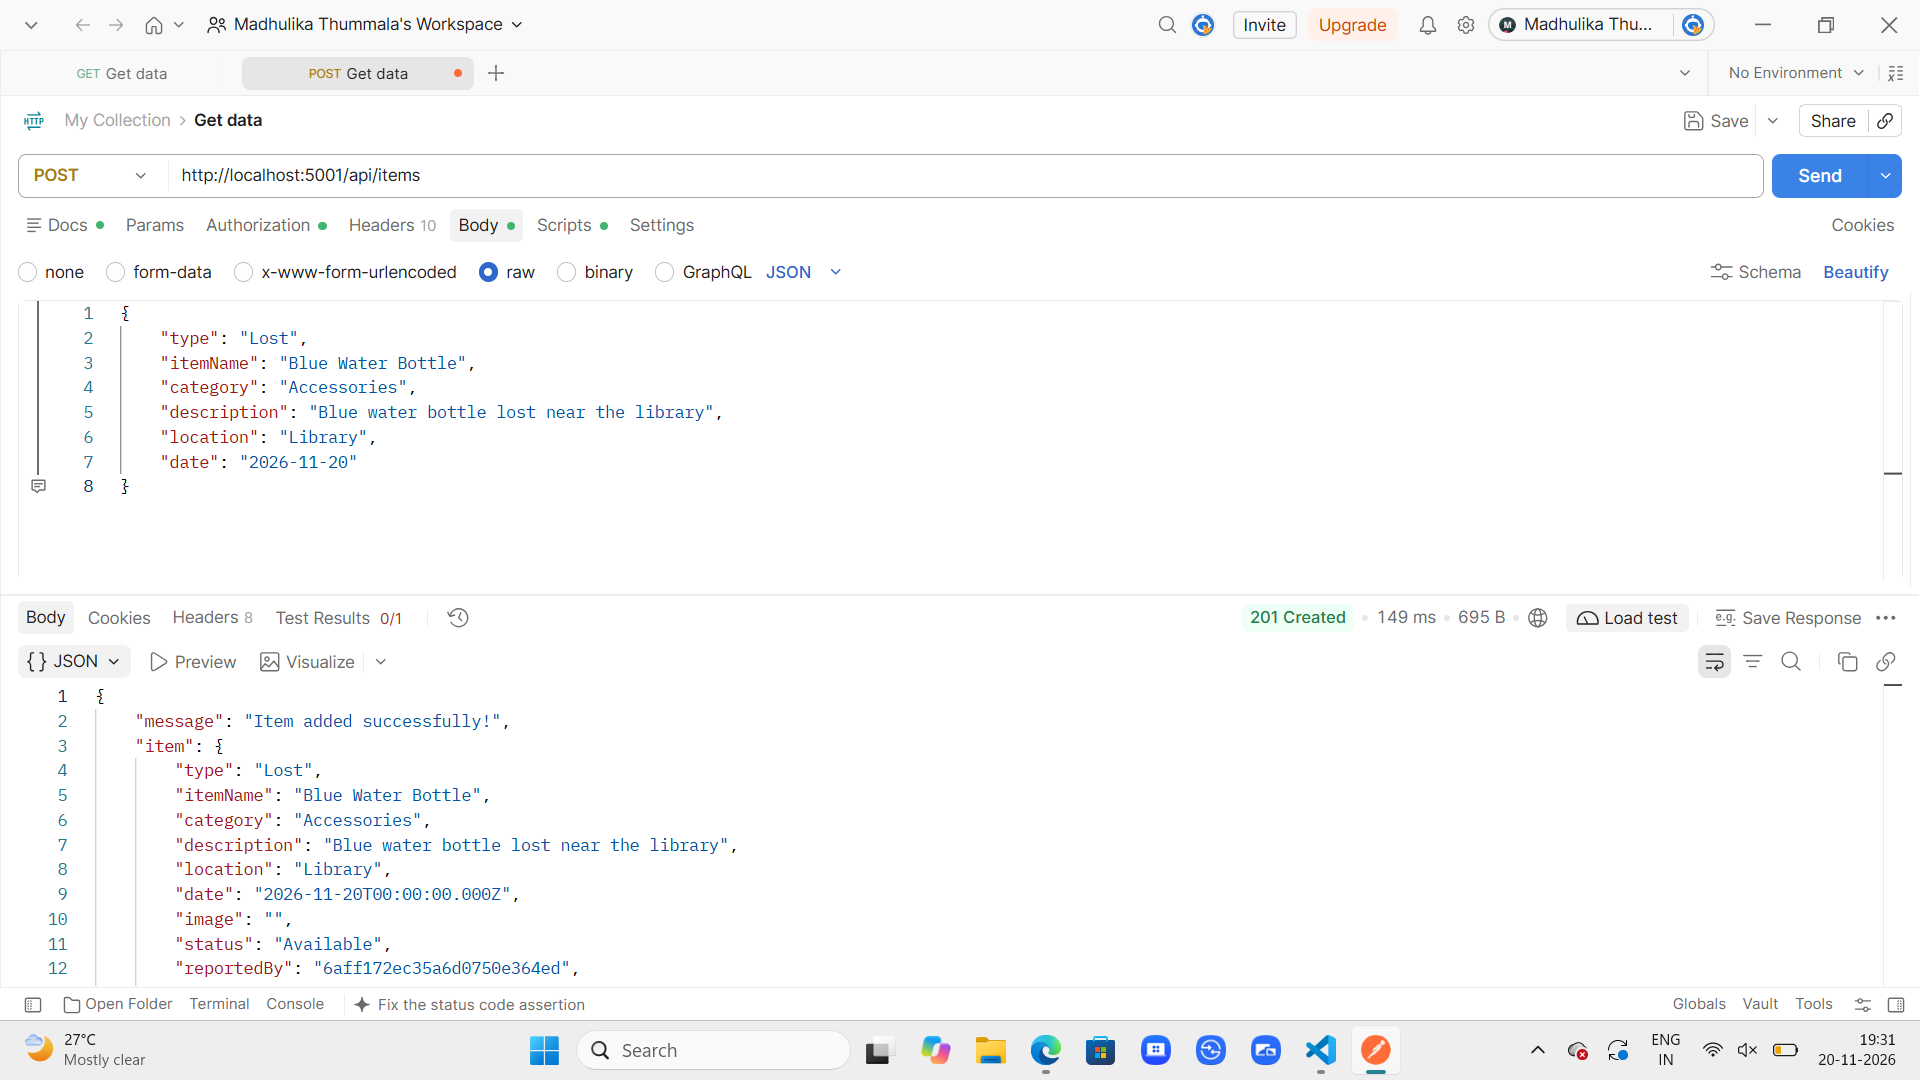 Madhulika Thummala's Workspace
Invite
Upgrade
M Madhulika Thu...
GET Get data
POST Get data
No Environment
HTTP My Collection > Get data
Save
Share
POST http://localhost:5001/api/items
Send
Docs Params Authorization Headers 10 Body Scripts Settings
Cookies
none form-data x-www-form-urlencoded raw binary GraphQL JSON
Schema Beautify
1 {
2 "type": "Lost",
3 "itemName": "Blue Water Bottle",
4 "category": "Accessories",
5 "description": "Blue water bottle lost near the library",
6 "location": "Library",
7 "date": "2026-11-20"
8 }
Body Cookies Headers 8 Test Results 0/1
201 Created • 149 ms • 695 B
Load test
e.g. Save Response
{} JSON Preview Visualize
1 {
2 "message": "Item added successfully!",
3 "item": {
4 "type": "Lost",
5 "itemName": "Blue Water Bottle",
6 "category": "Accessories",
7 "description": "Blue water bottle lost near the library",
8 "location": "Library",
9 "date": "2026-11-20T00:00:00.000Z",
10 "image": "",
11 "status": "Available",
12 "reportedBy": "6aff172ec35a6d0750e364ed",
Open Folder Terminal Console Fix the status code assertion
Globals Vault Tools
27°C
Mostly clear
Search
ENG
IN
19:31
20-11-2026